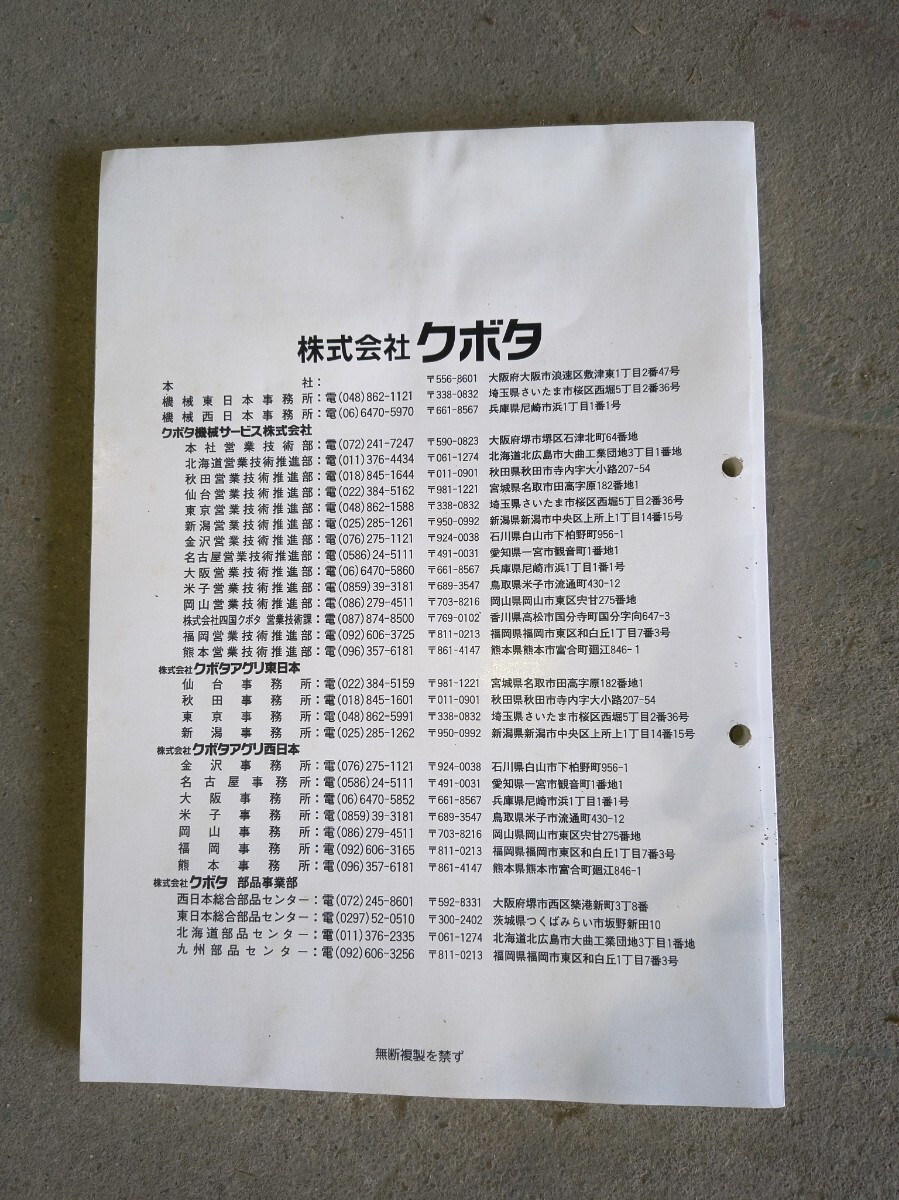 株式会社 クボタ
本社： 〒556-8601 大阪府大阪市浪速区敷津東1丁目2番47号
機械東日本事務所：電(048)862-1121 〒338-0832 埼玉県さいたま市桜区西堀5丁目2番36号
機械西日本事務所：電(06)6470-5970 〒661-8567 兵庫県尼崎市浜1丁目1番1号
クボタ機械サービス株式会社
本社営業技術部：電(072)241-7247 〒590-0823 大阪府堺市堺区石津北町64番地
北海道営業技術推進部：電(011)376-4434 〒061-1274 北海道北広島市大曲工業団地3丁目1番地
秋田営業技術推進部：電(018)845-1644 〒011-0901 秋田県秋田市寺内字大小路207-54
仙台営業技術推進部：電(022)384-5162 〒981-1221 宮城県名取市田高字原182番地1
東京営業技術推進部：電(048)862-1588 〒338-0832 埼玉県さいたま市桜区西堀5丁目2番36号
新潟営業技術推進部：電(025)285-1261 〒950-0992 新潟県新潟市中央区上所上1丁目14番15号
金沢営業技術推進部：電(076)275-1121 〒924-0038 石川県白山市下柏野町956-1
名古屋営業技術推進部：電(0586)24-5111 〒491-0031 愛知県一宮市観音町1番地1
大阪営業技術推進部：電(06)6470-5860 〒661-8567 兵庫県尼崎市浜1丁目1番1号
米子営業技術推進部：電(0859)39-3181 〒689-3547 鳥取県米子市流通町430-12
岡山営業技術推進部：電(086)279-4511 〒703-8216 岡山県岡山市東区宍甘275番地
株式会社四国クボタ 営業技術課：電(087)874-8500 〒769-0102 香川県高松市国分寺町国分字向647-3
福岡営業技術推進部：電(092)606-3725 〒811-0213 福岡県福岡市東区和白丘1丁目7番3号
熊本営業技術推進部：電(096)357-6181 〒861-4147 熊本県熊本市富合町廻江846-1
株式会社 クボタアグリ東日本
仙台事務所：電(022)384-5159 〒981-1221 宮城県名取市田高字原182番地1
秋田事務所：電(018)845-1601 〒011-0901 秋田県秋田市寺内字大小路207-54
東京事務所：電(048)862-5991 〒338-0832 埼玉県さいたま市桜区西堀5丁目2番36号
新潟事務所：電(025)285-1262 〒950-0992 新潟県新潟市中央区上所上1丁目14番15号
株式会社 クボタアグリ西日本
金沢事務所：電(076)275-1121 〒924-0038 石川県白山市下柏野町956-1
名古屋事務所：電(0586)24-5111 〒491-0031 愛知県一宮市観音町1番地1
大阪事務所：電(06)6470-5852 〒661-8567 兵庫県尼崎市浜1丁目1番1号
米子事務所：電(0859)39-3181 〒689-3547 鳥取県米子市流通町430-12
岡山事務所：電(086)279-4511 〒703-8216 岡山県岡山市東区宍甘275番地
福岡事務所：電(092)606-3165 〒811-0213 福岡県福岡市東区和白丘1丁目7番3号
熊本事務所：電(096)357-6181 〒861-4147 熊本県熊本市富合町廻江846-1
株式会社 クボタ 部品事業部
西日本総合部品センター：電(072)245-8601 〒592-8331 大阪府堺市西区築港新町3丁8番
東日本総合部品センター：電(0297)52-0510 〒300-2402 茨城県つくばみらい市坂野新田10
北海道部品センター：電(011)376-2335 〒061-1274 北海道北広島市大曲工業団地3丁目1番地
九州部品センター：電(092)606-3256 〒811-0213 福岡県福岡市東区和白丘1丁目7番3号
無断複製を禁ず